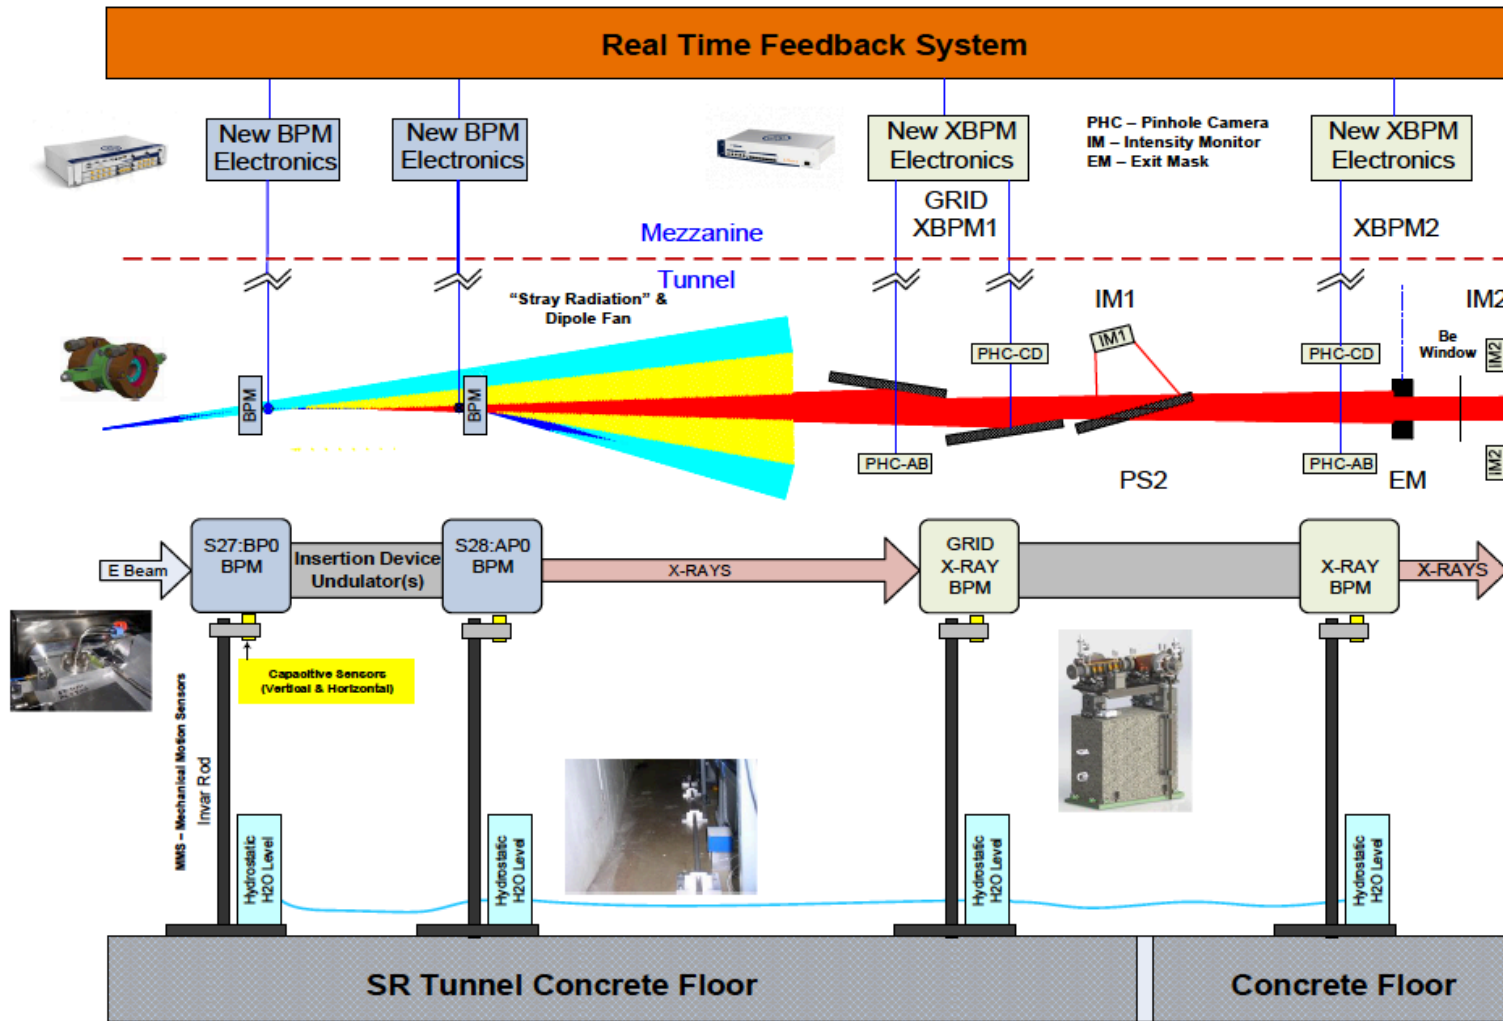 Real Time Feedback System
New BPM
Electronics
New BPM
Electronics
New XBPM
Electronics
PHC – Pinhole Camera
IM – Intensity Monitor
EM – Exit Mask
New XBPM
Electronics
GRID
XBPM1
XBPM2
Mezzanine
Tunnel
"Stray Radiation" &
Dipole Fan
IM1
IM2
IM1
PHC-CD
PHC-CD
Be
Window
IM2
BPM
BPM
PHC-AB
PHC-AB
IM2
PS2
EM
E Beam
S27:BP0
BPM
Insertion Device
Undulator(s)
S28:AP0
BPM
X-RAYS
GRID
X-RAY
BPM
X-RAY
BPM
X-RAYS
Capacitive Sensors
(Vertical & Horizontal)
MMS – Mechanical Motion Sensors
Invar Rod
Hydrostatic
H2O Level
Hydrostatic
H2O Level
Hydrostatic
H2O Level
Hydrostatic
H2O Level
SR Tunnel Concrete Floor
Concrete Floor